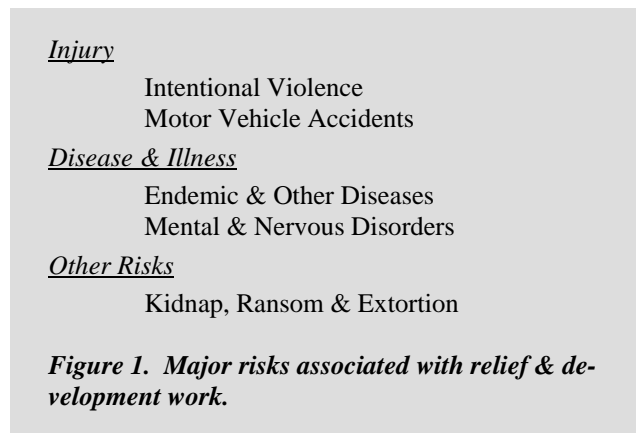 Injury
Intentional Violence
Motor Vehicle Accidents
Disease & Illness
Endemic & Other Diseases
Mental & Nervous Disorders
Other Risks
Kidnap, Ransom & Extortion
Figure 1. Major risks associated with relief & de-
velopment work.